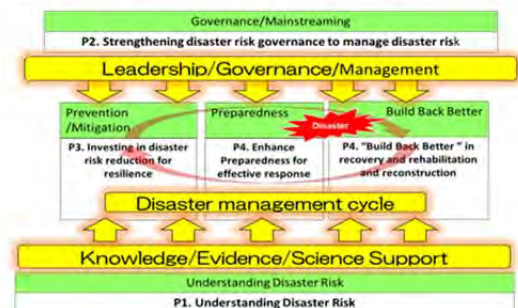 Governance/Mainstreaming
P2. Strengthening disaster risk governance to manage disaster risk
Leadership/Governance/Management
Prevention
/Mitigation
P3. Investing in disaster
risk reduction for
resilience
Preparedness
P4. Enhance
Preparedness for
effective response
Disaster
Build Back Better
P4. "Build Back Better" in
recovery and rehabilitation
and reconstruction
Disaster management cycle
Knowledge/Evidence/Science Support
Understanding Disaster Risk
P1. Understanding Disaster Risk